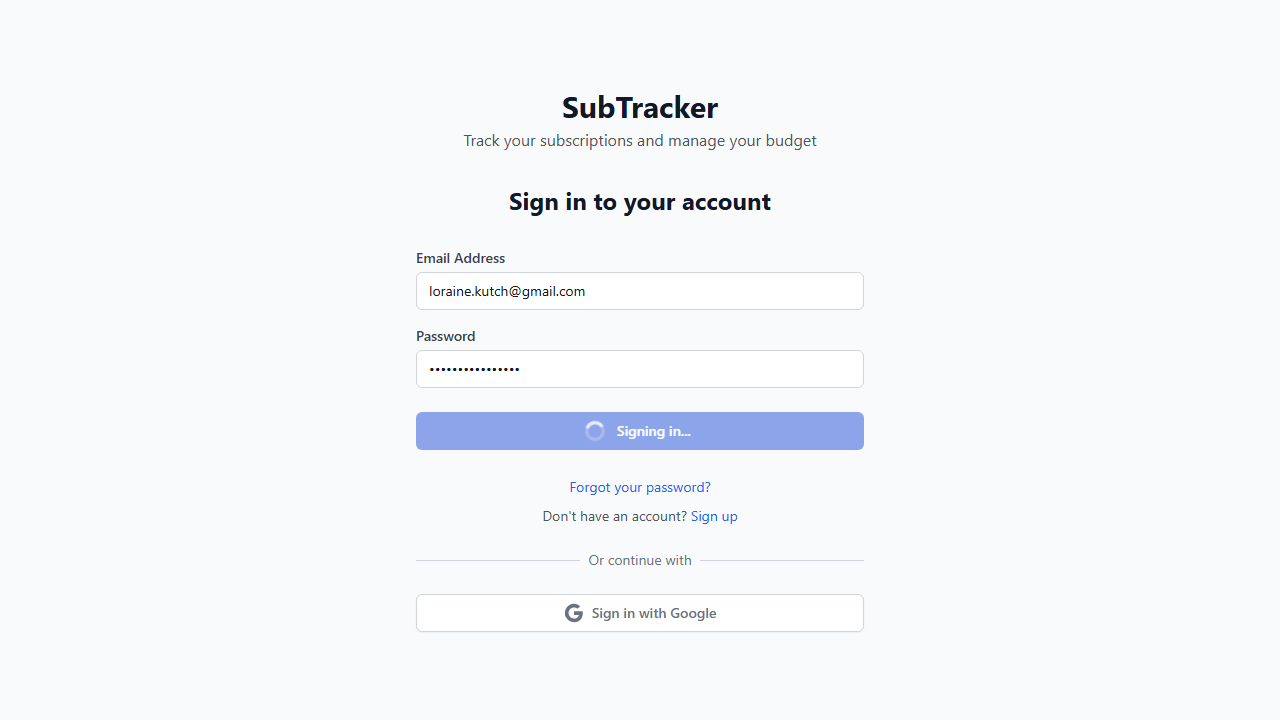 SubTracker
Track your subscriptions and manage your budget
Sign in to your account
Email Address
loraine.kutch@gmail.com
Password
••••••••••••••••
Signing in...
Forgot your password?
Don't have an account? Sign up
Or continue with
Sign in with Google